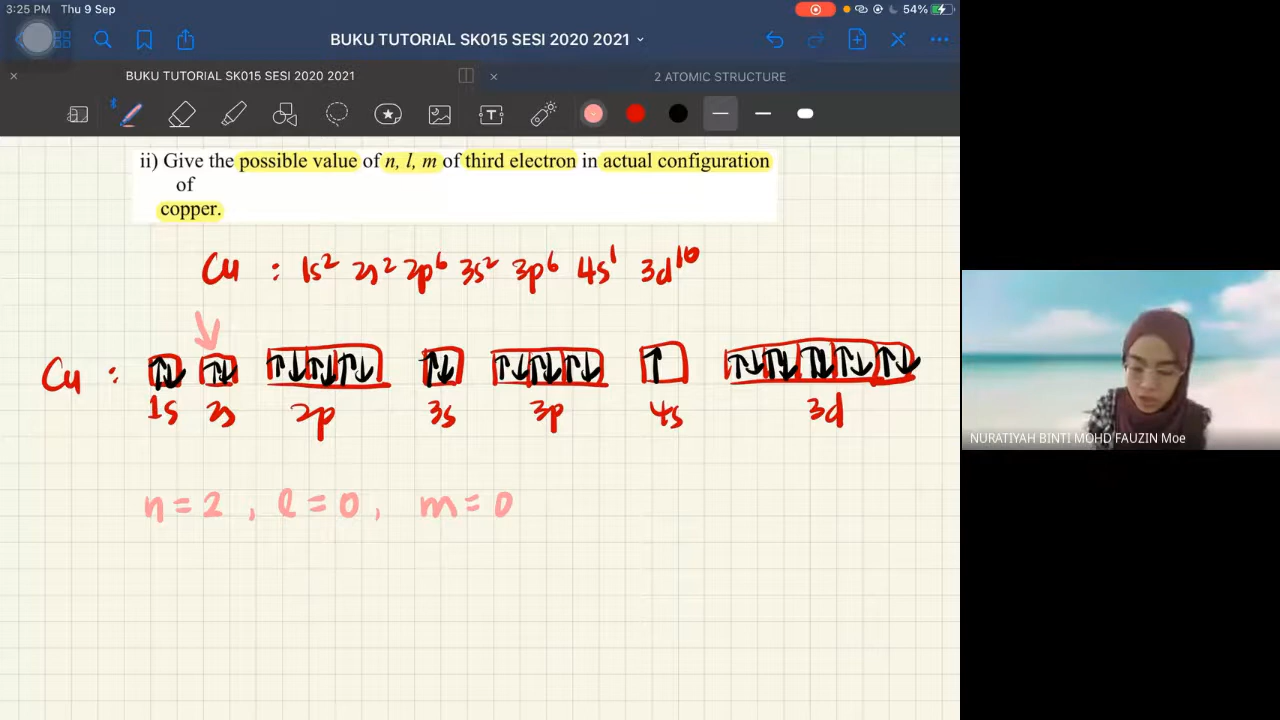 3:25 PM Thu 9 Sep 54%
BUKU TUTORIAL SK015 SESI 2020 2021
BUKU TUTORIAL SK015 SESI 2020 2021 2 ATOMIC STRUCTURE
T
ii) Give the possible value of n, l, m of third electron in actual configuration
of
copper.
Cu : 1s² 2s² 2p⁶ 3s² 3p⁶ 4s¹ 3d¹⁰
Cu : ↑↓ ↑↓ ↑↓ ↑↓ ↑↓ ↑↓ ↑↓ ↑↓ ↑↓ ↑ ↑↓ ↑↓ ↑↓ ↑↓ ↑↓
1s 2s 2p 3s 3p 4s 3d
n = 2 , l = 0 , m = 0
NURATIYAH BINTI MOHD FAUZIN Moe